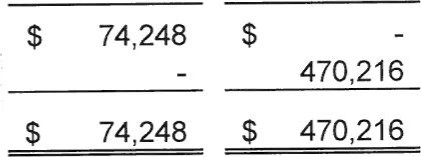 $ 74,248 $ -
- 470,216
$ 74,248 $ 470,216